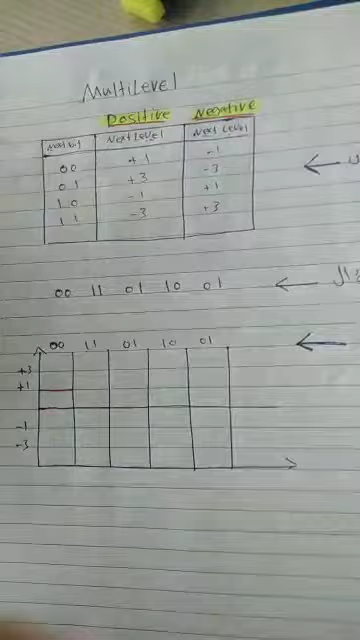 Multilevel
Positive Negative
Next bit Next Level Next Level
00 +1 -1
01 +3 -3
10 -1 +1
11 -3 +3
00 11 01 10 01
00 11 01 10 01
+3
+1
-1
-3